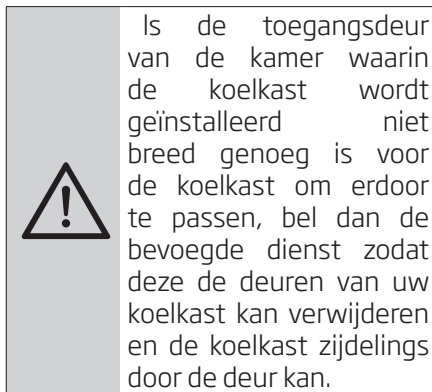 Is de toegangsdeur
van de kamer waarin
de koelkast wordt
geïnstalleerd niet
breed genoeg is voor
de koelkast om erdoor
te passen, bel dan de
bevoegde dienst zodat
deze de deuren van uw
koelkast kan verwijderen
en de koelkast zijdelings
door de deur kan.